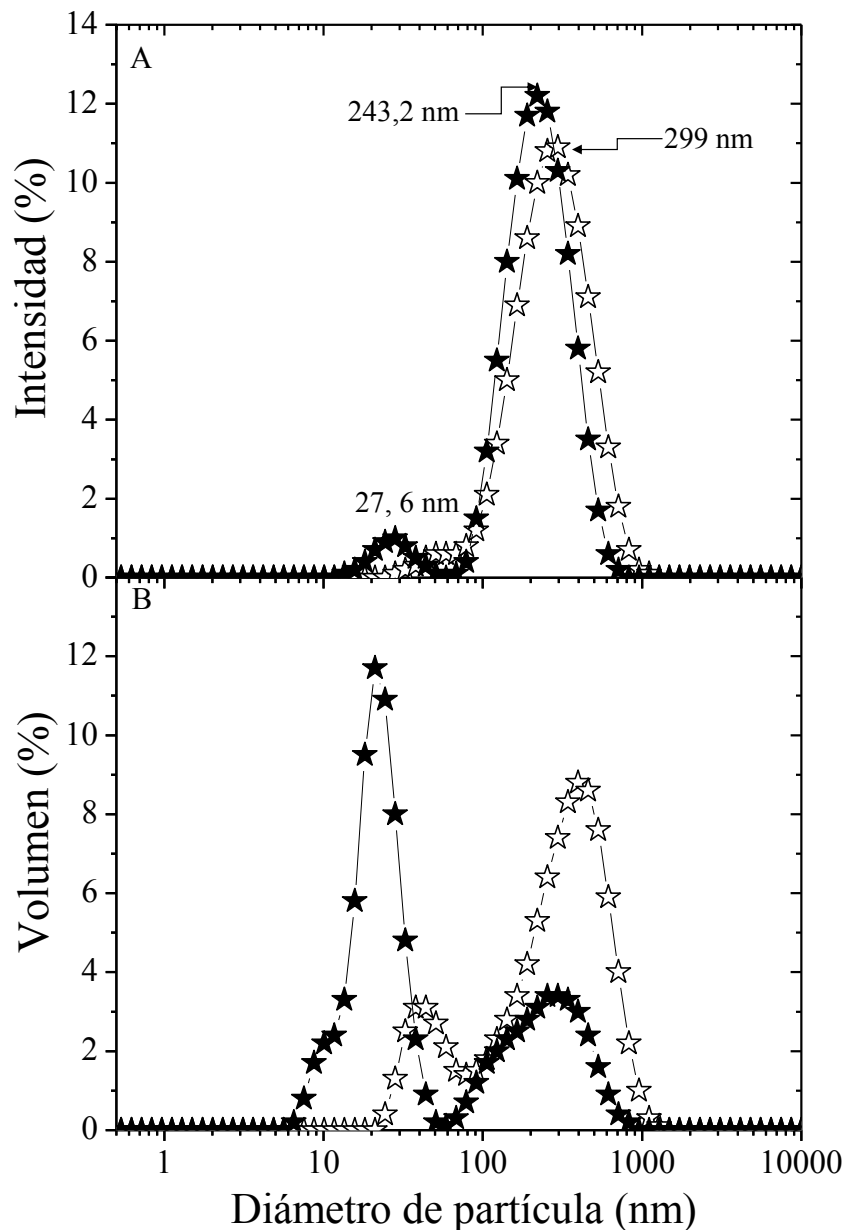 14
A
12
243,2 nm
299 nm
10
8
6
4
2
27, 6 nm
0
Intensidad (%)
B
12
10
8
6
4
2
0
Volumen (%)
1 10 100 1000 10000
Diámetro de partícula (nm)